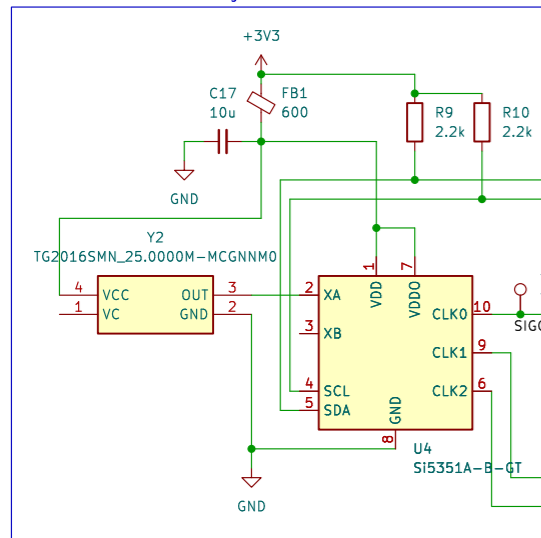 +3V3
C17
10u
FB1
600
R9
2.2k
R10
2.2k
GND
Y2
TG2016SMN_25.0000M-MCGNNM0
4 VCC OUT 3
1 VC GND 2
1 VDD
7 VDDO
2 XA
3 XB
4 SCL
5 SDA
CLK0 10
CLK1 9
CLK2 6
GND 8
SIG
U4
Si5351A-B-GT
GND